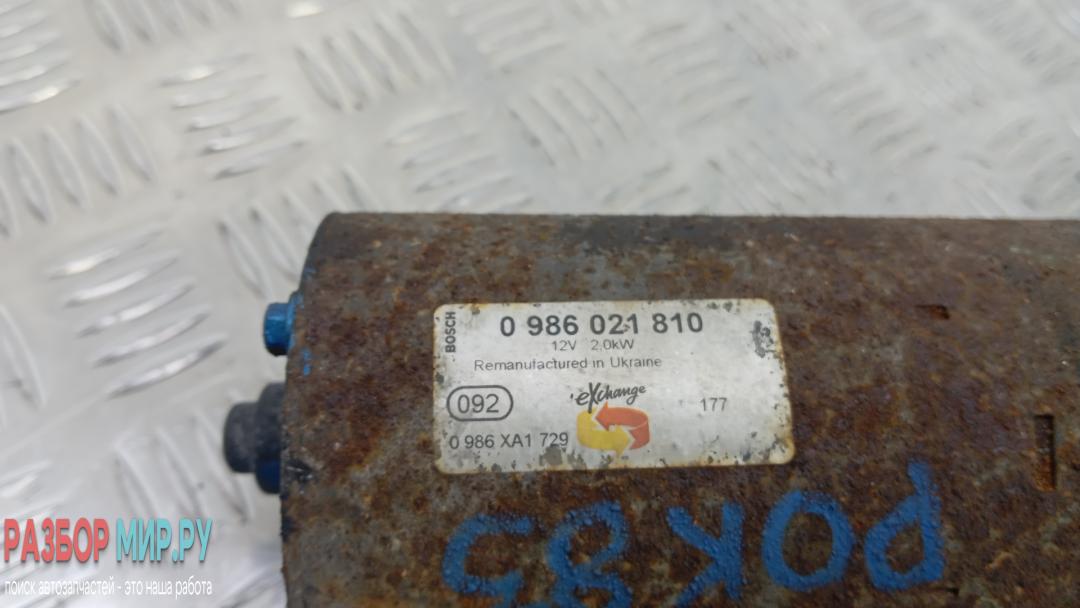 BOSCH
0 986 021 810
12V 2,0kW
Remanufactured in Ukraine
092
eXchange
177
0 986 XA1 729
РАЗБОР МИР.РУ
поиск автозапчастей - это наша работа